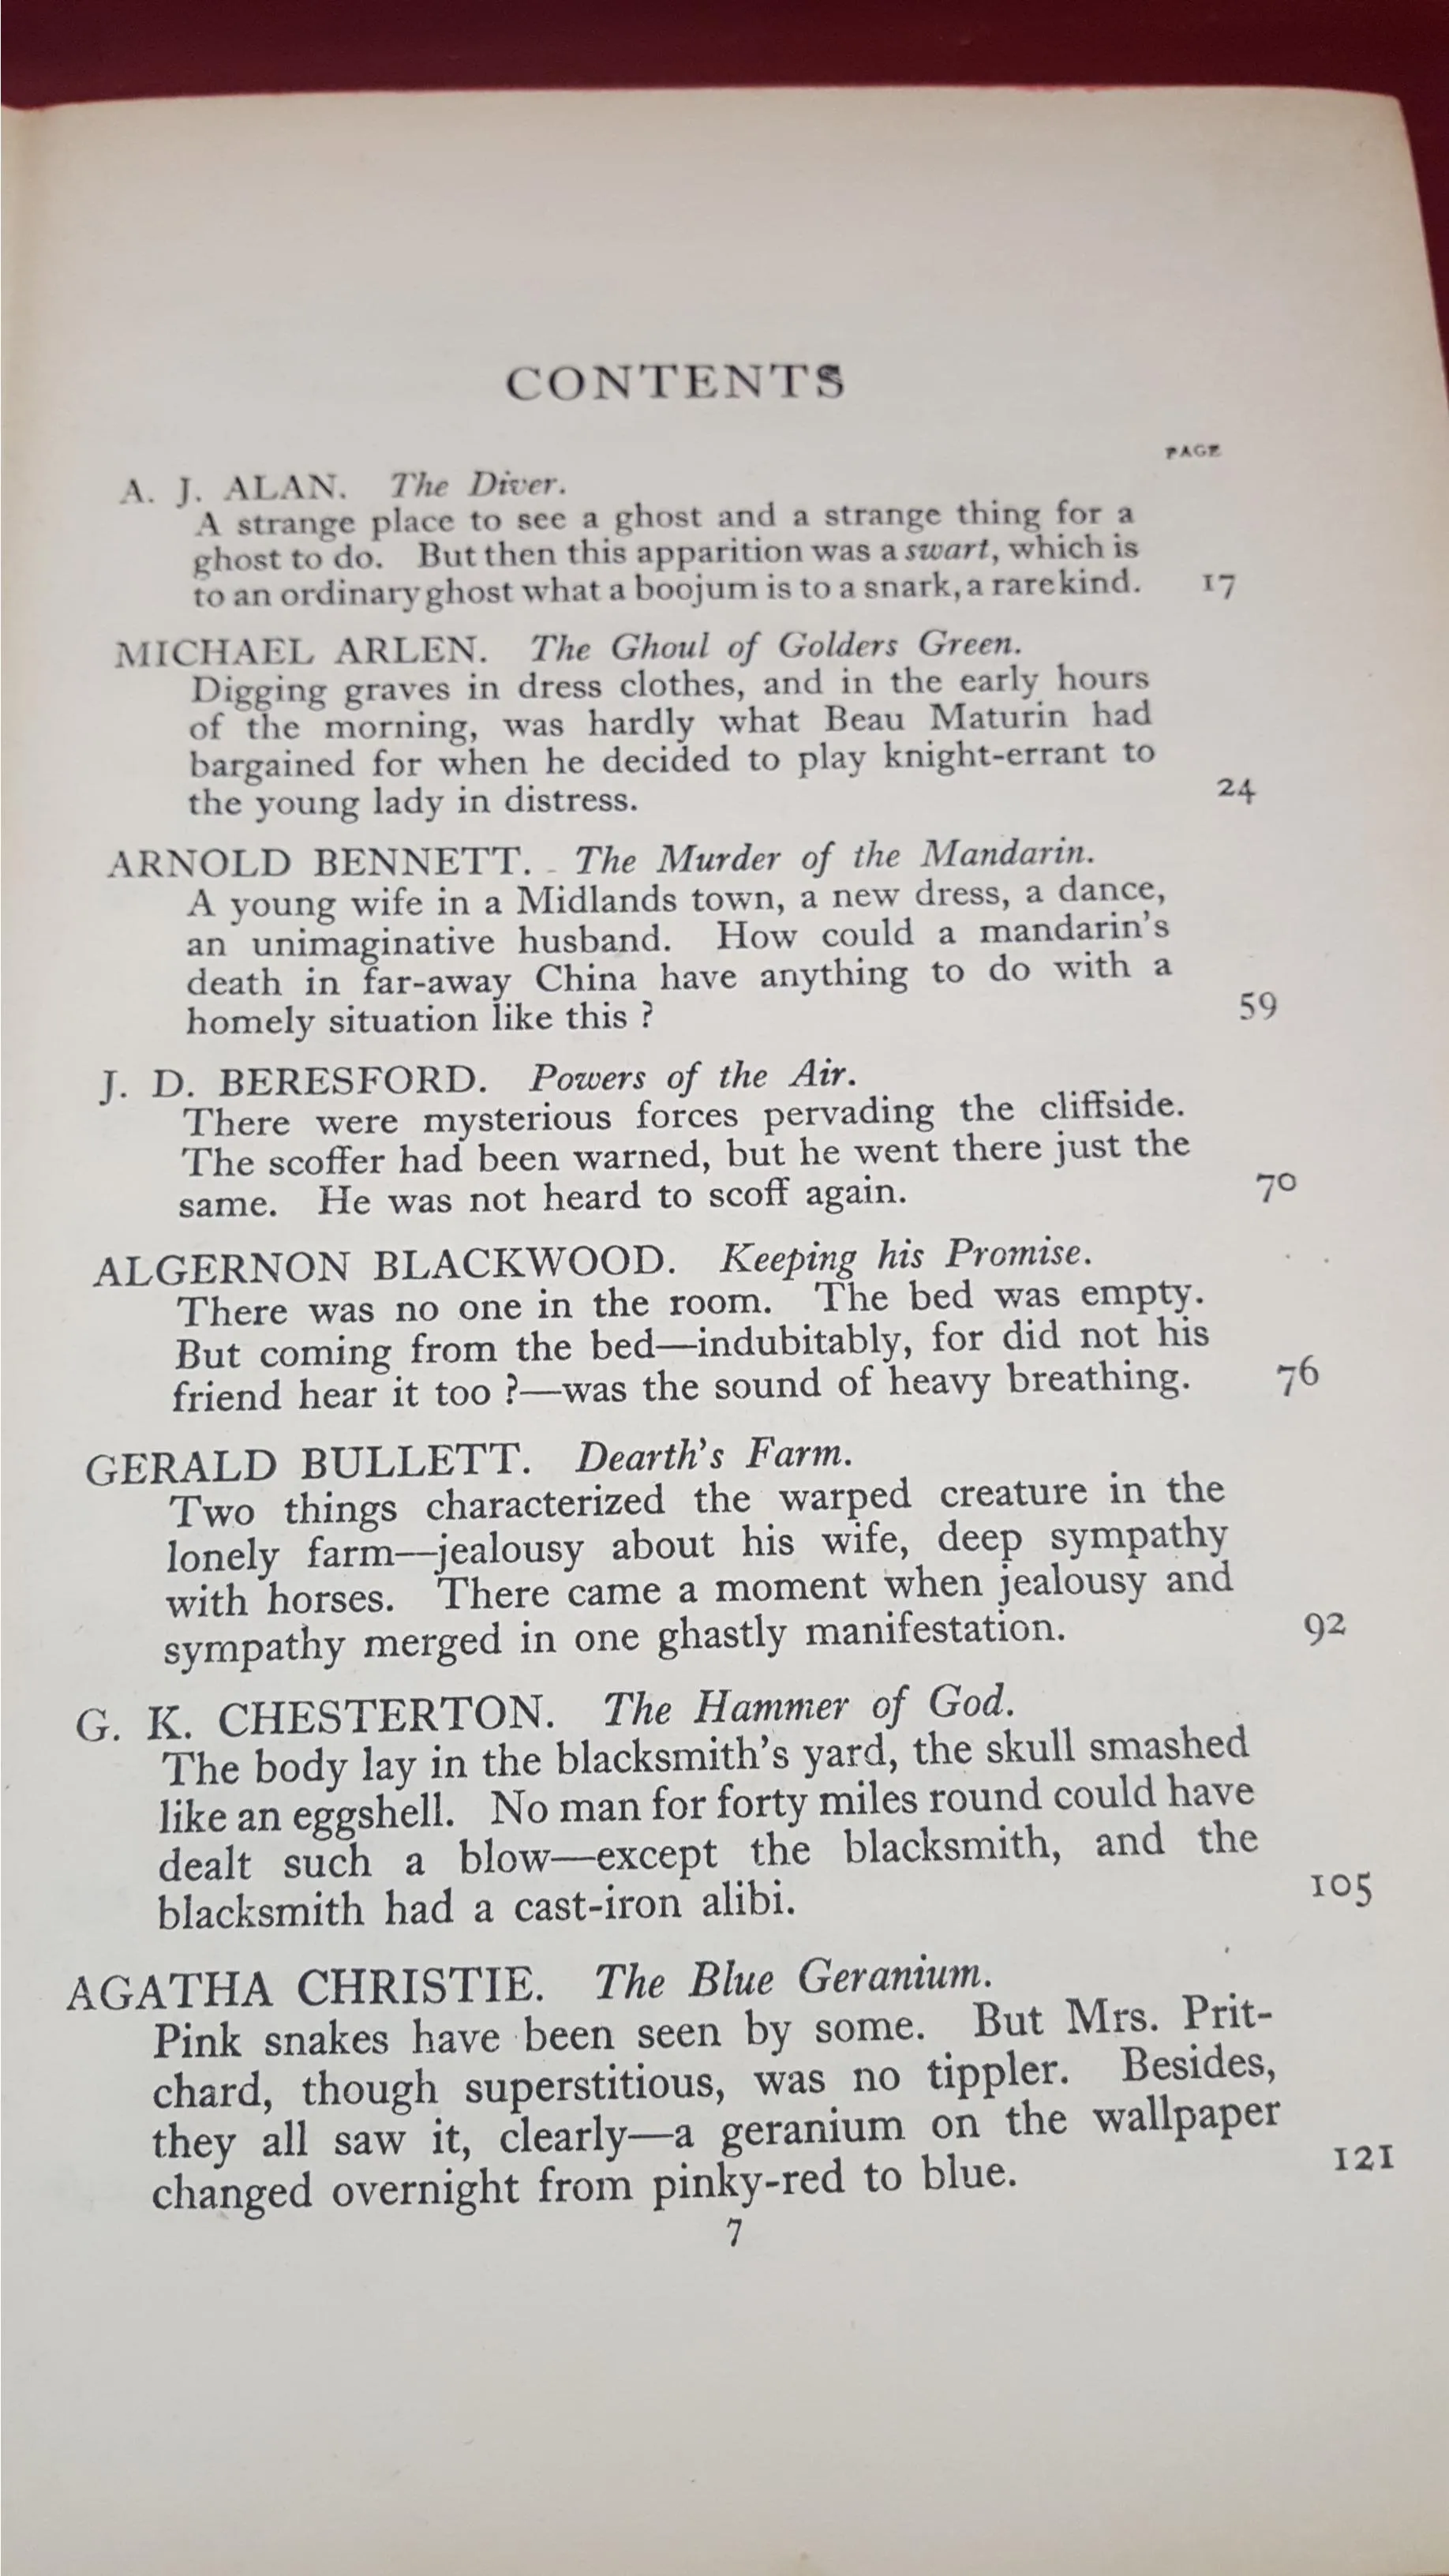 CONTENTS
PAGE
A. J. ALAN. The Diver.
A strange place to see a ghost and a strange thing for a
ghost to do. But then this apparition was a swart, which is
to an ordinary ghost what a boojum is to a snark, a rare kind. 17
MICHAEL ARLEN. The Ghoul of Golders Green.
Digging graves in dress clothes, and in the early hours
of the morning, was hardly what Beau Maturin had
bargained for when he decided to play knight-errant to
the young lady in distress. 24
ARNOLD BENNETT. The Murder of the Mandarin.
A young wife in a Midlands town, a new dress, a dance,
an unimaginative husband. How could a mandarin's
death in far-away China have anything to do with a
homely situation like this ? 59
J. D. BERESFORD. Powers of the Air.
There were mysterious forces pervading the cliffside.
The scoffer had been warned, but he went there just the
same. He was not heard to scoff again. 70
ALGERNON BLACKWOOD. Keeping his Promise.
There was no one in the room. The bed was empty.
But coming from the bed—indubitably, for did not his
friend hear it too ?—was the sound of heavy breathing. 76
GERALD BULLETT. Dearth's Farm.
Two things characterized the warped creature in the
lonely farm—jealousy about his wife, deep sympathy
with horses. There came a moment when jealousy and
sympathy merged in one ghastly manifestation. 92
G. K. CHESTERTON. The Hammer of God.
The body lay in the blacksmith's yard, the skull smashed
like an eggshell. No man for forty miles round could have
dealt such a blow—except the blacksmith, and the
blacksmith had a cast-iron alibi. 105
AGATHA CHRISTIE. The Blue Geranium.
Pink snakes have been seen by some. But Mrs. Prit-
chard, though superstitious, was no tippler. Besides,
they all saw it, clearly—a geranium on the wallpaper
changed overnight from pinky-red to blue. 121
7